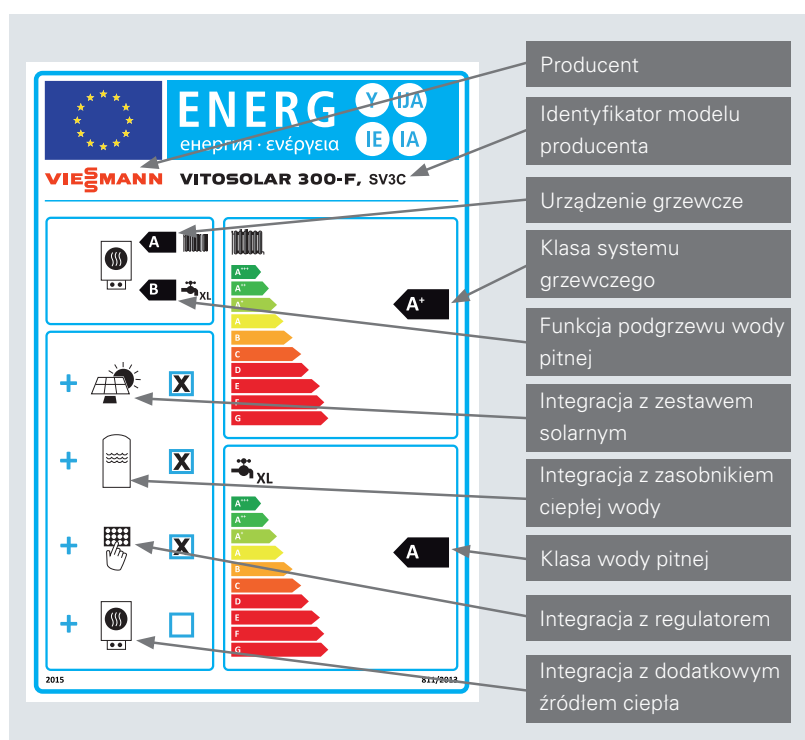 Producent
Identyfikator modelu
producenta
Urządzenie grzewcze
Klasa systemu
grzewczego
Funkcja podgrzewu wody
pitnej
Integracja z zestawem
solarnym
Integracja z zasobnikiem
ciepłej wody
Klasa wody pitnej
Integracja z regulatorem
Integracja z dodatkowym
źródłem ciepła
ENERG Y IJA
енергия · ενέργεια IE IA
VIESSMANN VITOSOLAR 300-F, SV3C
A
B XL
+ X
+ X
+ X
+
A+++
A++
A+
A
B
C
D
E
F
G
A+
XL
A+++
A++
A+
A
B
C
D
E
F
G
A
2015 811/2013